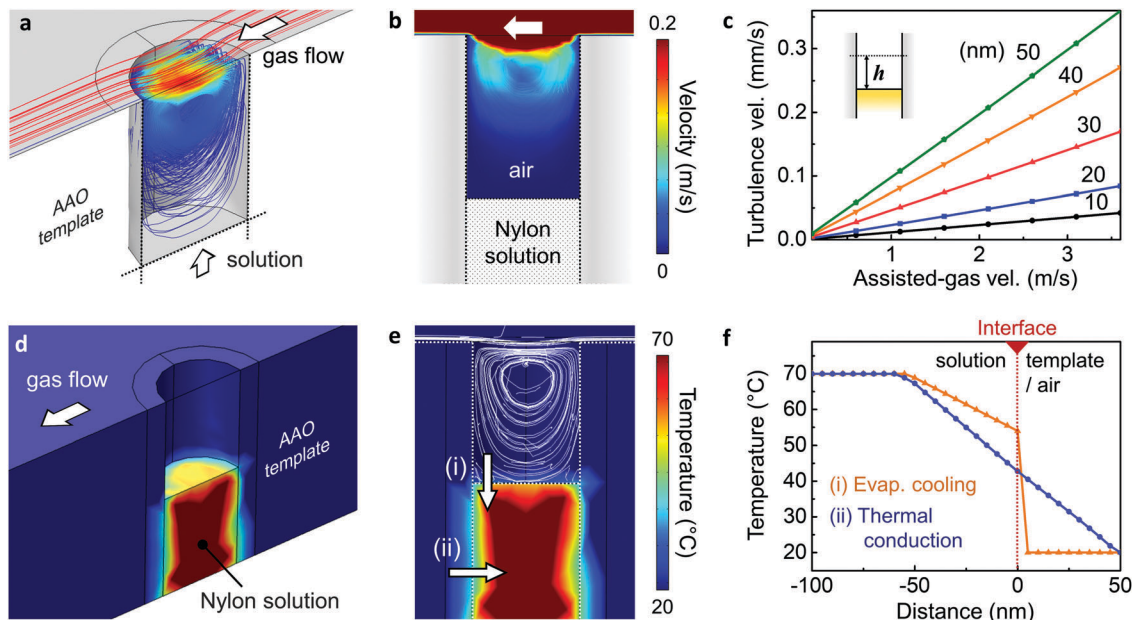 a
gas flow
AAO
template
solution
b
0.2
Velocity (m/s)
0
air
Nylon
solution
c
Turbulence vel. (mm/s)
0.3
0.2
0.1
0.0
(nm)
50
40
30
20
10
h
1
2
3
Assisted-gas vel. (m/s)
d
gas flow
AAO
template
Nylon solution
e
70
Temperature (°C)
20
(i)
(ii)
f
Interface
solution
template
/ air
Temperature (°C)
70
60
50
40
30
20
(i) Evap. cooling
(ii) Thermal
conduction
-100
-50
0
50
Distance (nm)